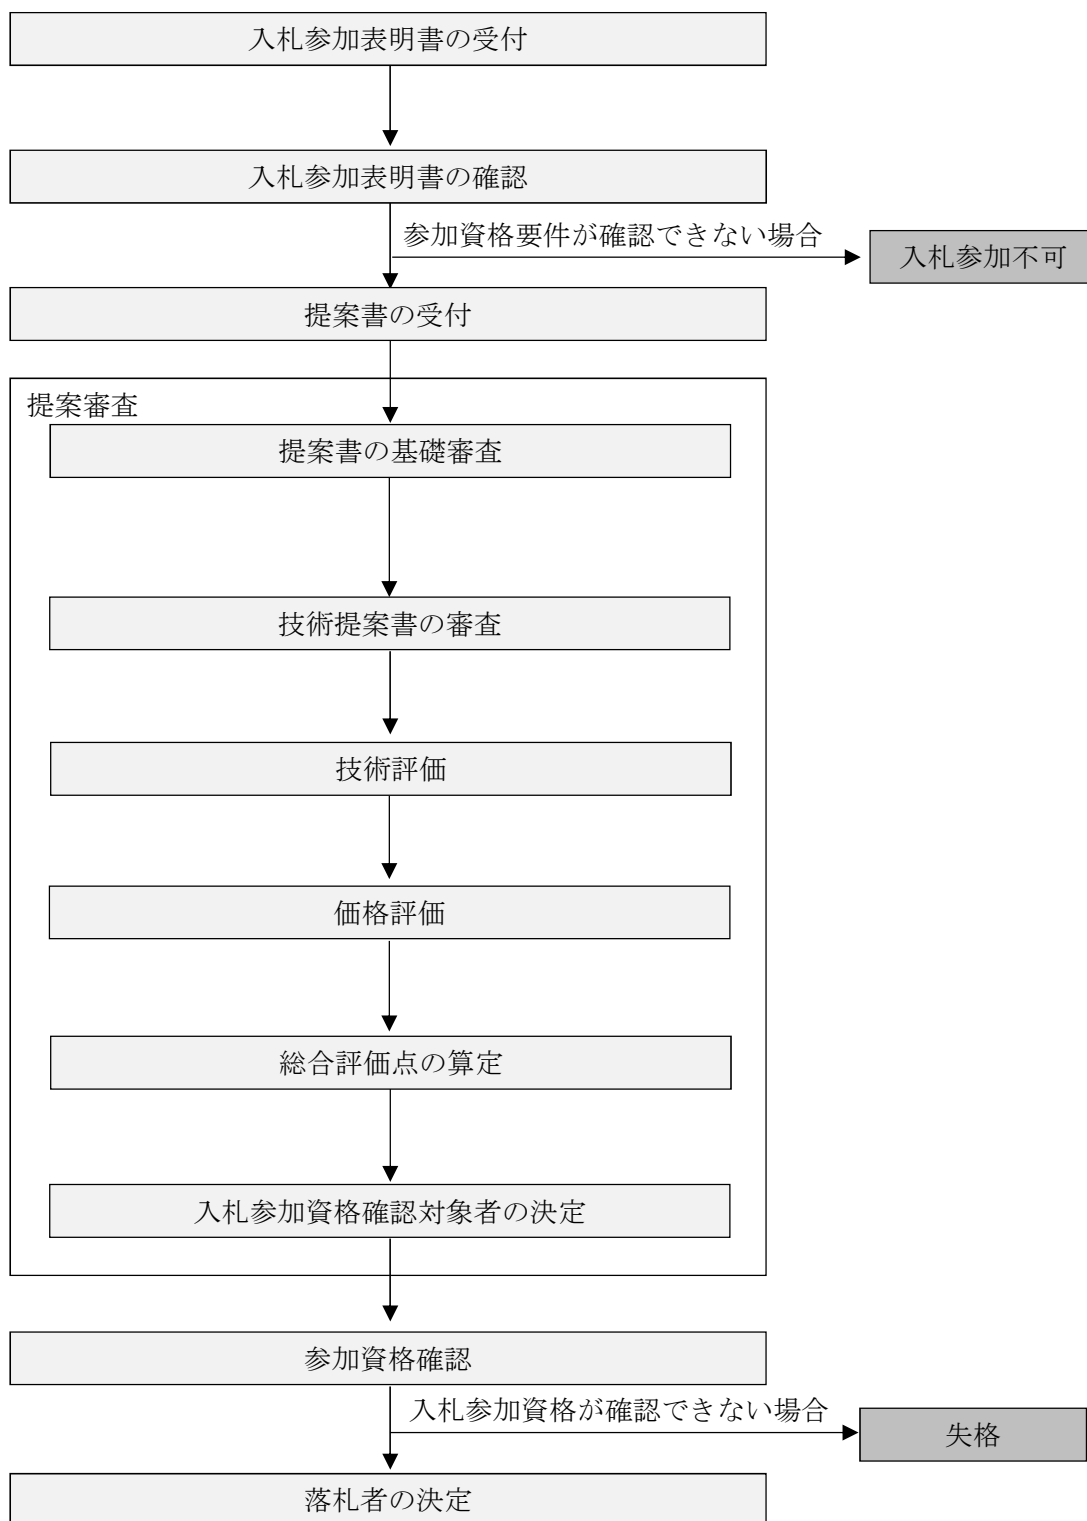 入札参加表明書の受付
入札参加表明書の確認
参加資格要件が確認できない場合
入札参加不可
提案書の受付
提案審査
提案書の基礎審査
技術提案書の審査
技術評価
価格評価
総合評価点の算定
入札参加資格確認対象者の決定
参加資格確認
入札参加資格が確認できない場合
失格
落札者の決定